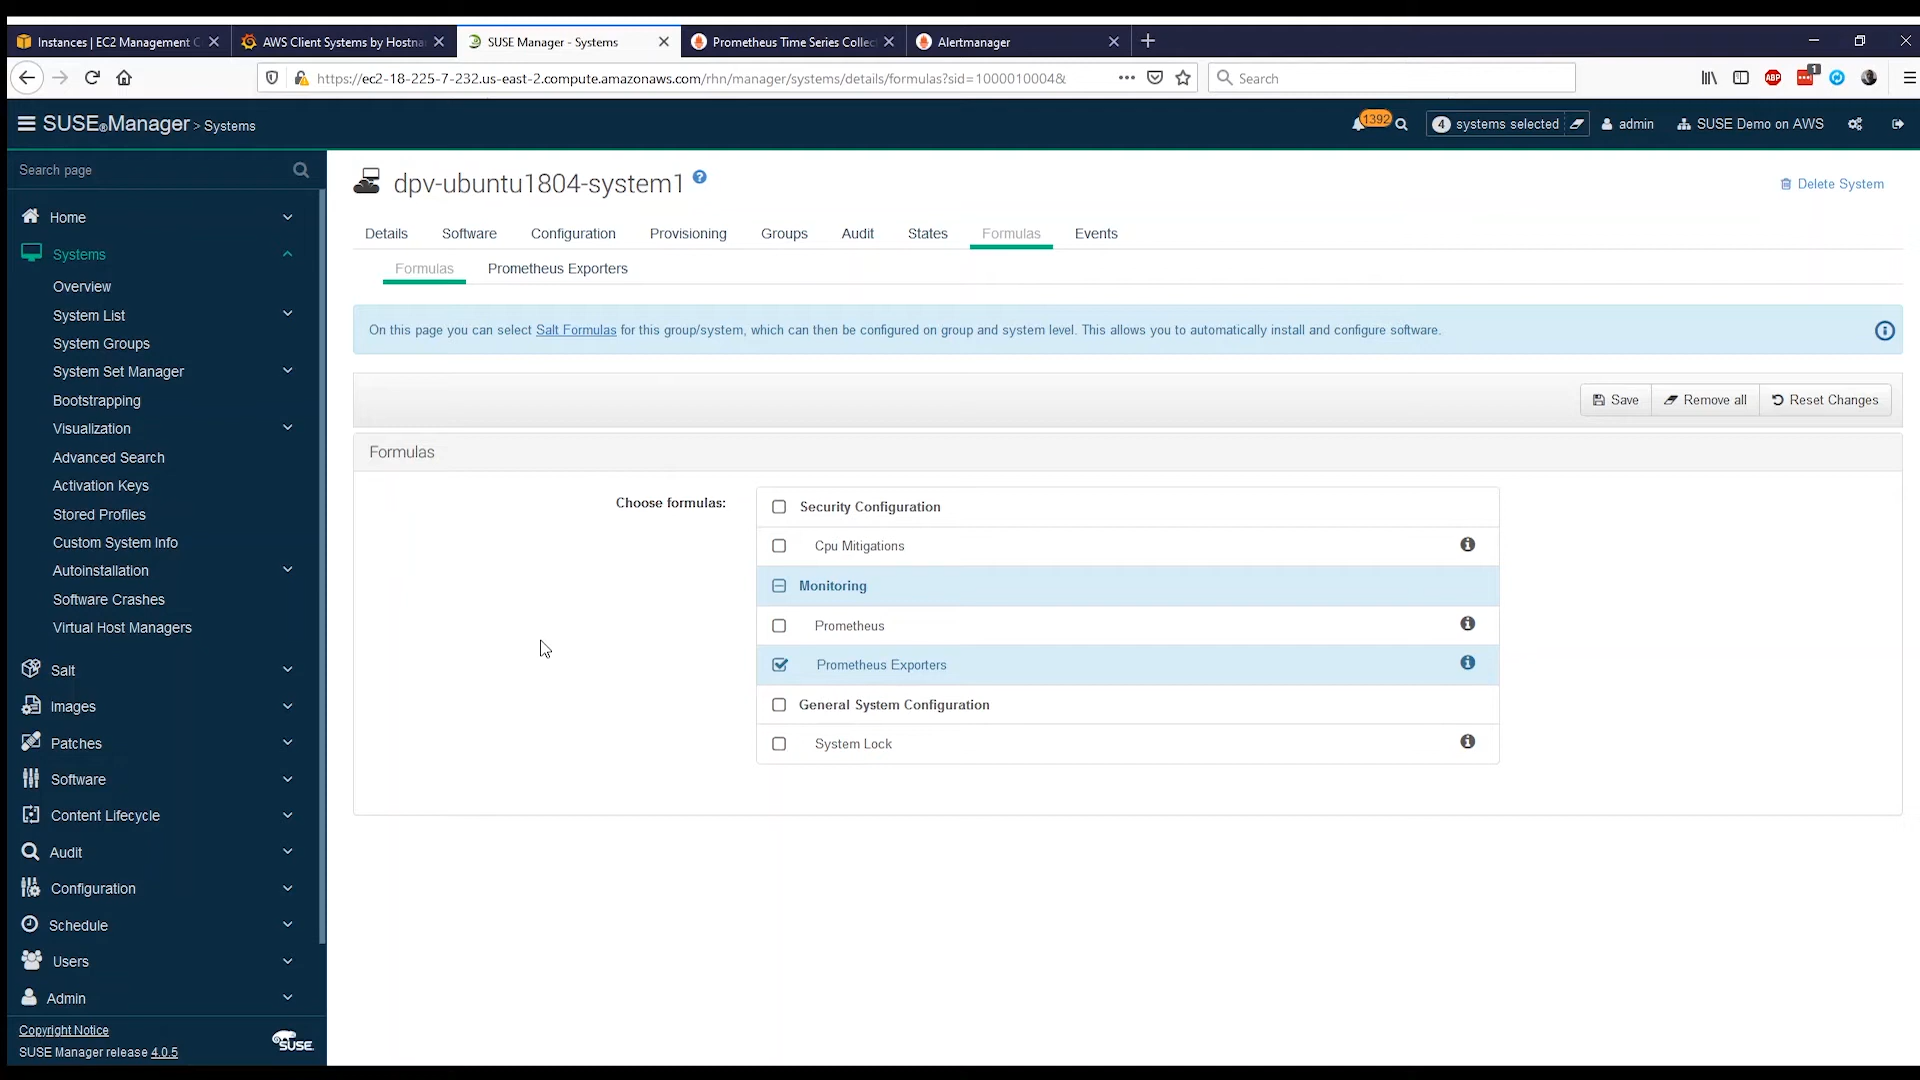 Instances | EC2 Management C
AWS Client Systems by Hostna
SUSE Manager - Systems
Prometheus Time Series Collec
Alertmanager
https://ec2-18-225-7-232.us-east-2.compute.amazonaws.com/rhn/manager/systems/details/formulas?sid=1000010004&
Search
ABP
1
SUSE®Manager > Systems
1392
4 systems selected
admin
SUSE Demo on AWS
Search page
Home
Systems
Overview
System List
System Groups
System Set Manager
Bootstrapping
Visualization
Advanced Search
Activation Keys
Stored Profiles
Custom System Info
Autoinstallation
Software Crashes
Virtual Host Managers
Salt
Images
Patches
Software
Content Lifecycle
Audit
Configuration
Schedule
Users
Admin
Copyright Notice
SUSE Manager release 4.0.5
SUSE
dpv-ubuntu1804-system1
Delete System
Details Software Configuration Provisioning Groups Audit States Formulas Events
Formulas Prometheus Exporters
On this page you can select Salt Formulas for this group/system, which can then be configured on group and system level. This allows you to automatically install and configure software.
Save Remove all Reset Changes
Formulas
Choose formulas:
Security Configuration
Cpu Mitigations
Monitoring
Prometheus
Prometheus Exporters
General System Configuration
System Lock